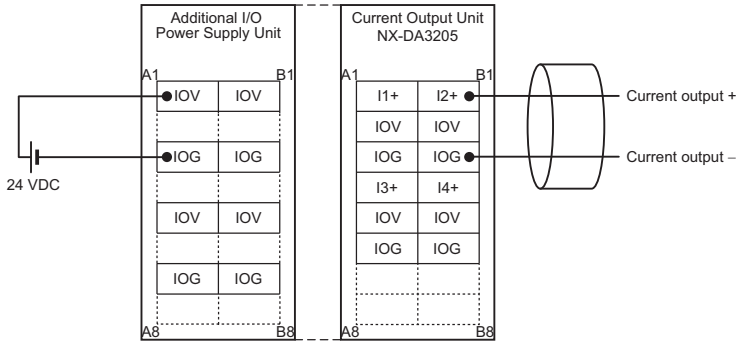 Additional I/O
Power Supply Unit
A1 B1
IOV IOV
IOG IOG
IOV IOV
IOG IOG
A8 B8
24 VDC
Current Output Unit
NX-DA3205
A1 B1
I1+ I2+
IOV IOV
IOG IOG
I3+ I4+
IOV IOV
IOG IOG
A8 B8
Current output +
Current output –